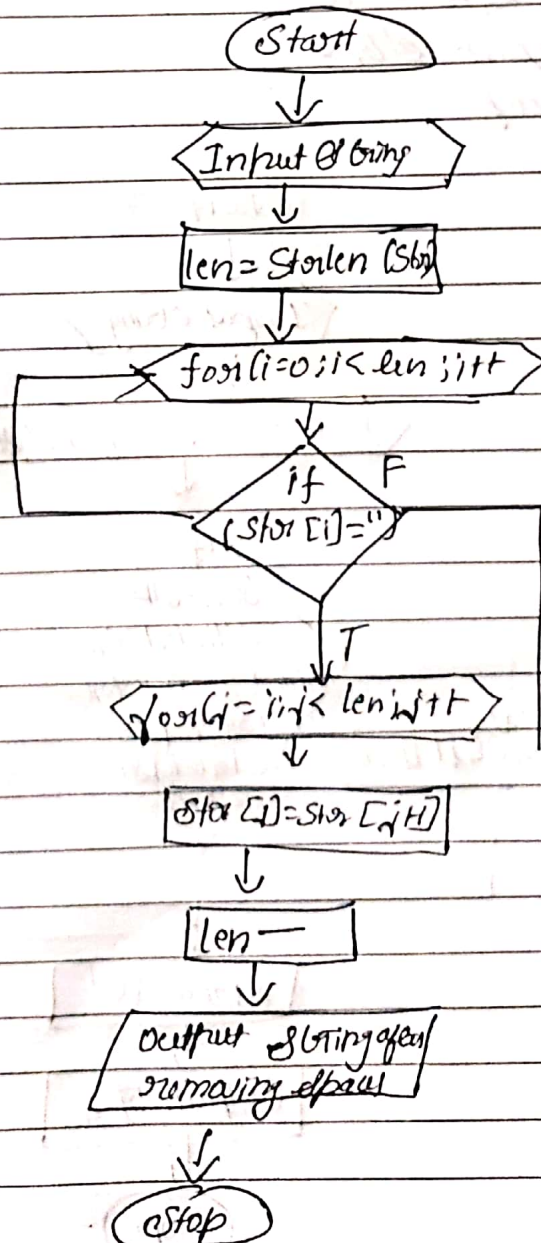 Start
Input String
len = Strlen (Str)
for(i=0; i< len ; i++
if F
(Str [i]=")
T
for(j=i; j< len; j++
Str [j]=Str [j+1]
len --
output String after
removing spaces
Stop